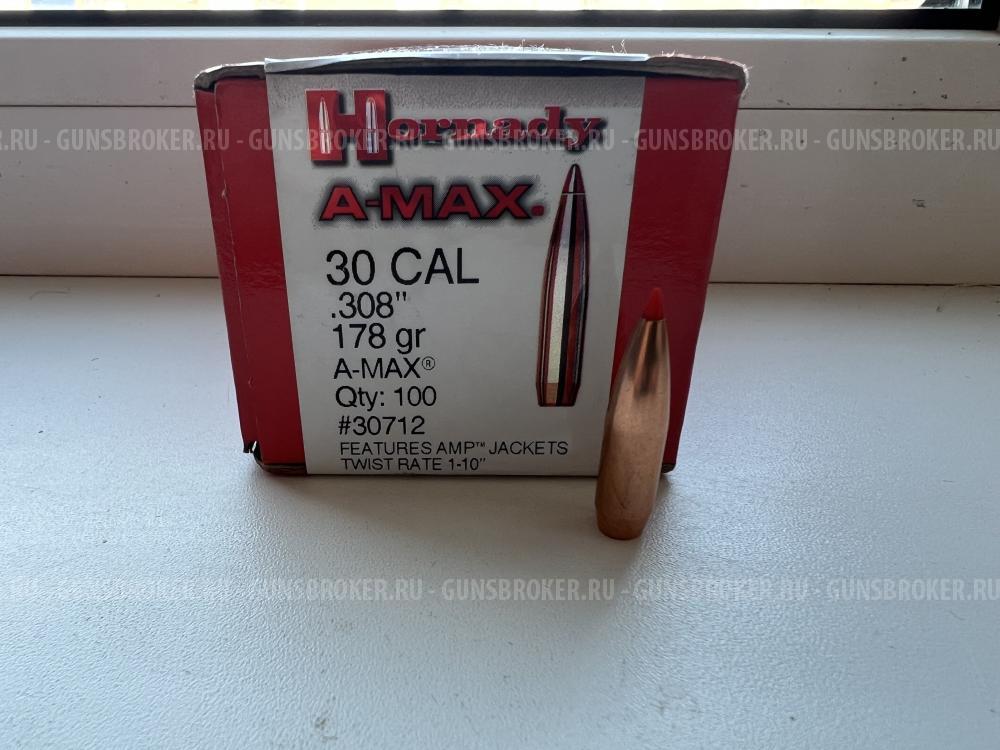 Hornady
.RU - GUNSBROKER.RU - GUNSBROKER.RU - GUNSBROKER.RU - GUNSBROKER.RU - GUNSBROKER.RU
A-MAX.
30 CAL
.308"
178 gr
A-MAX®
Qty: 100
#30712
FEATURES AMP™ JACKETS
TWIST RATE 1-10"
RU - GUNSBROKER.RU - GUNSBROKER.RU - GUNSBROKER.RU - GUNSBROKER.RU - GUNSBROKER.RU